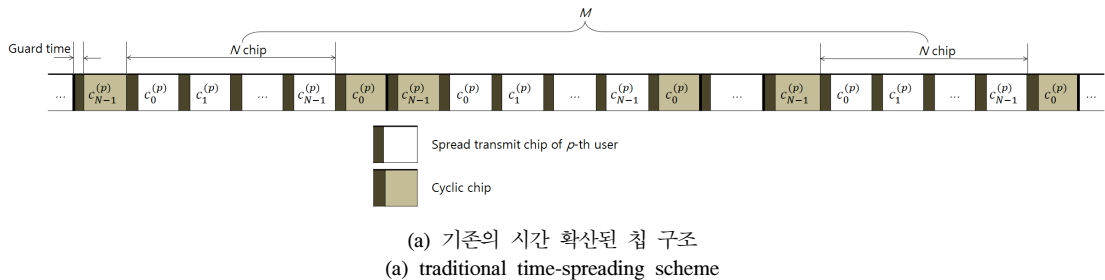 M
Guard time
N chip
N chip
... c_{N-1}^{(p)} c_0^{(p)} c_1^{(p)} ... c_{N-1}^{(p)} c_0^{(p)} c_{N-1}^{(p)} c_0^{(p)} c_1^{(p)} ... c_{N-1}^{(p)} c_0^{(p)} ... c_{N-1}^{(p)} c_0^{(p)} c_1^{(p)} ... c_{N-1}^{(p)} c_0^{(p)} ...
Spread transmit chip of p-th user
Cyclic chip
(a) 기존의 시간 확산된 칩 구조
(a) traditional time-spreading scheme